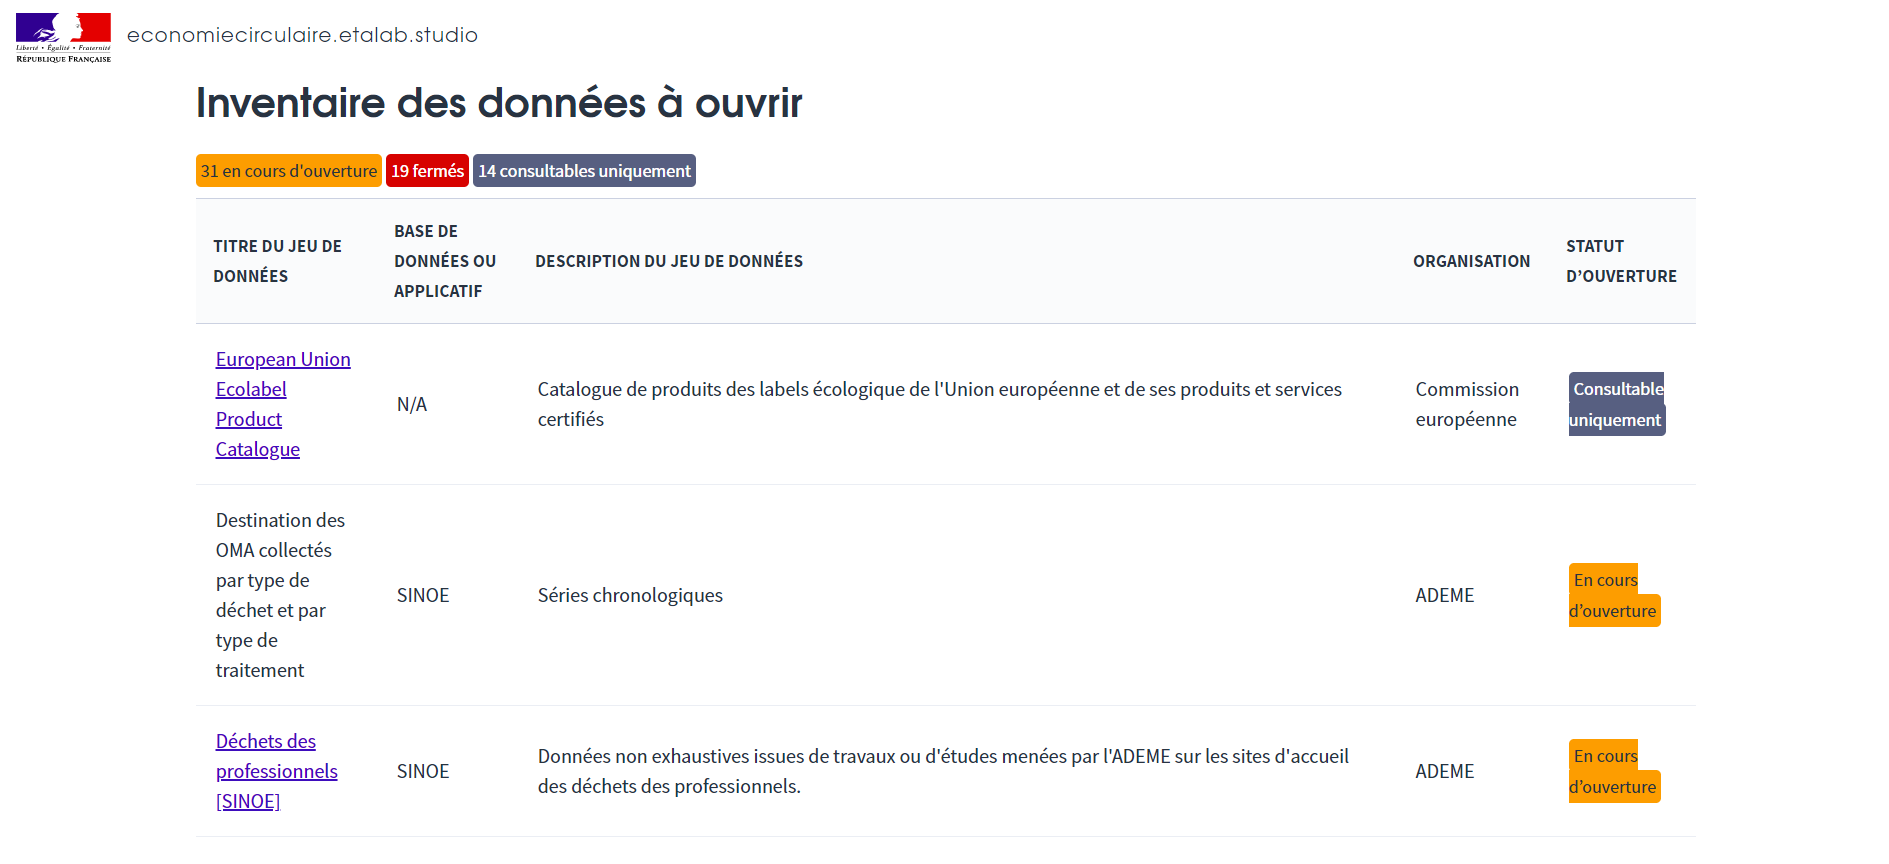 Liberté • Égalité • Fraternité
RÉPUBLIQUE FRANÇAISE
economiecirculaire.etalab.studio
Inventaire des données à ouvrir
31 en cours d'ouverture 19 fermés 14 consultables uniquement
TITRE DU JEU DE
DONNÉES
BASE DE
DONNÉES OU
APPLICATIF
DESCRIPTION DU JEU DE DONNÉES
ORGANISATION
STATUT
D’OUVERTURE
European Union
Ecolabel
Product
Catalogue
N/A
Catalogue de produits des labels écologique de l'Union européenne et de ses produits et services
certifiés
Commission
européenne
Consultable
uniquement
Destination des
OMA collectés
par type de
déchet et par
type de
traitement
SINOE
Séries chronologiques
ADEME
En cours
d’ouverture
Déchets des
professionnels
[SINOE]
SINOE
Données non exhaustives issues de travaux ou d'études menées par l'ADEME sur les sites d'accueil
des déchets des professionnels.
ADEME
En cours
d’ouverture